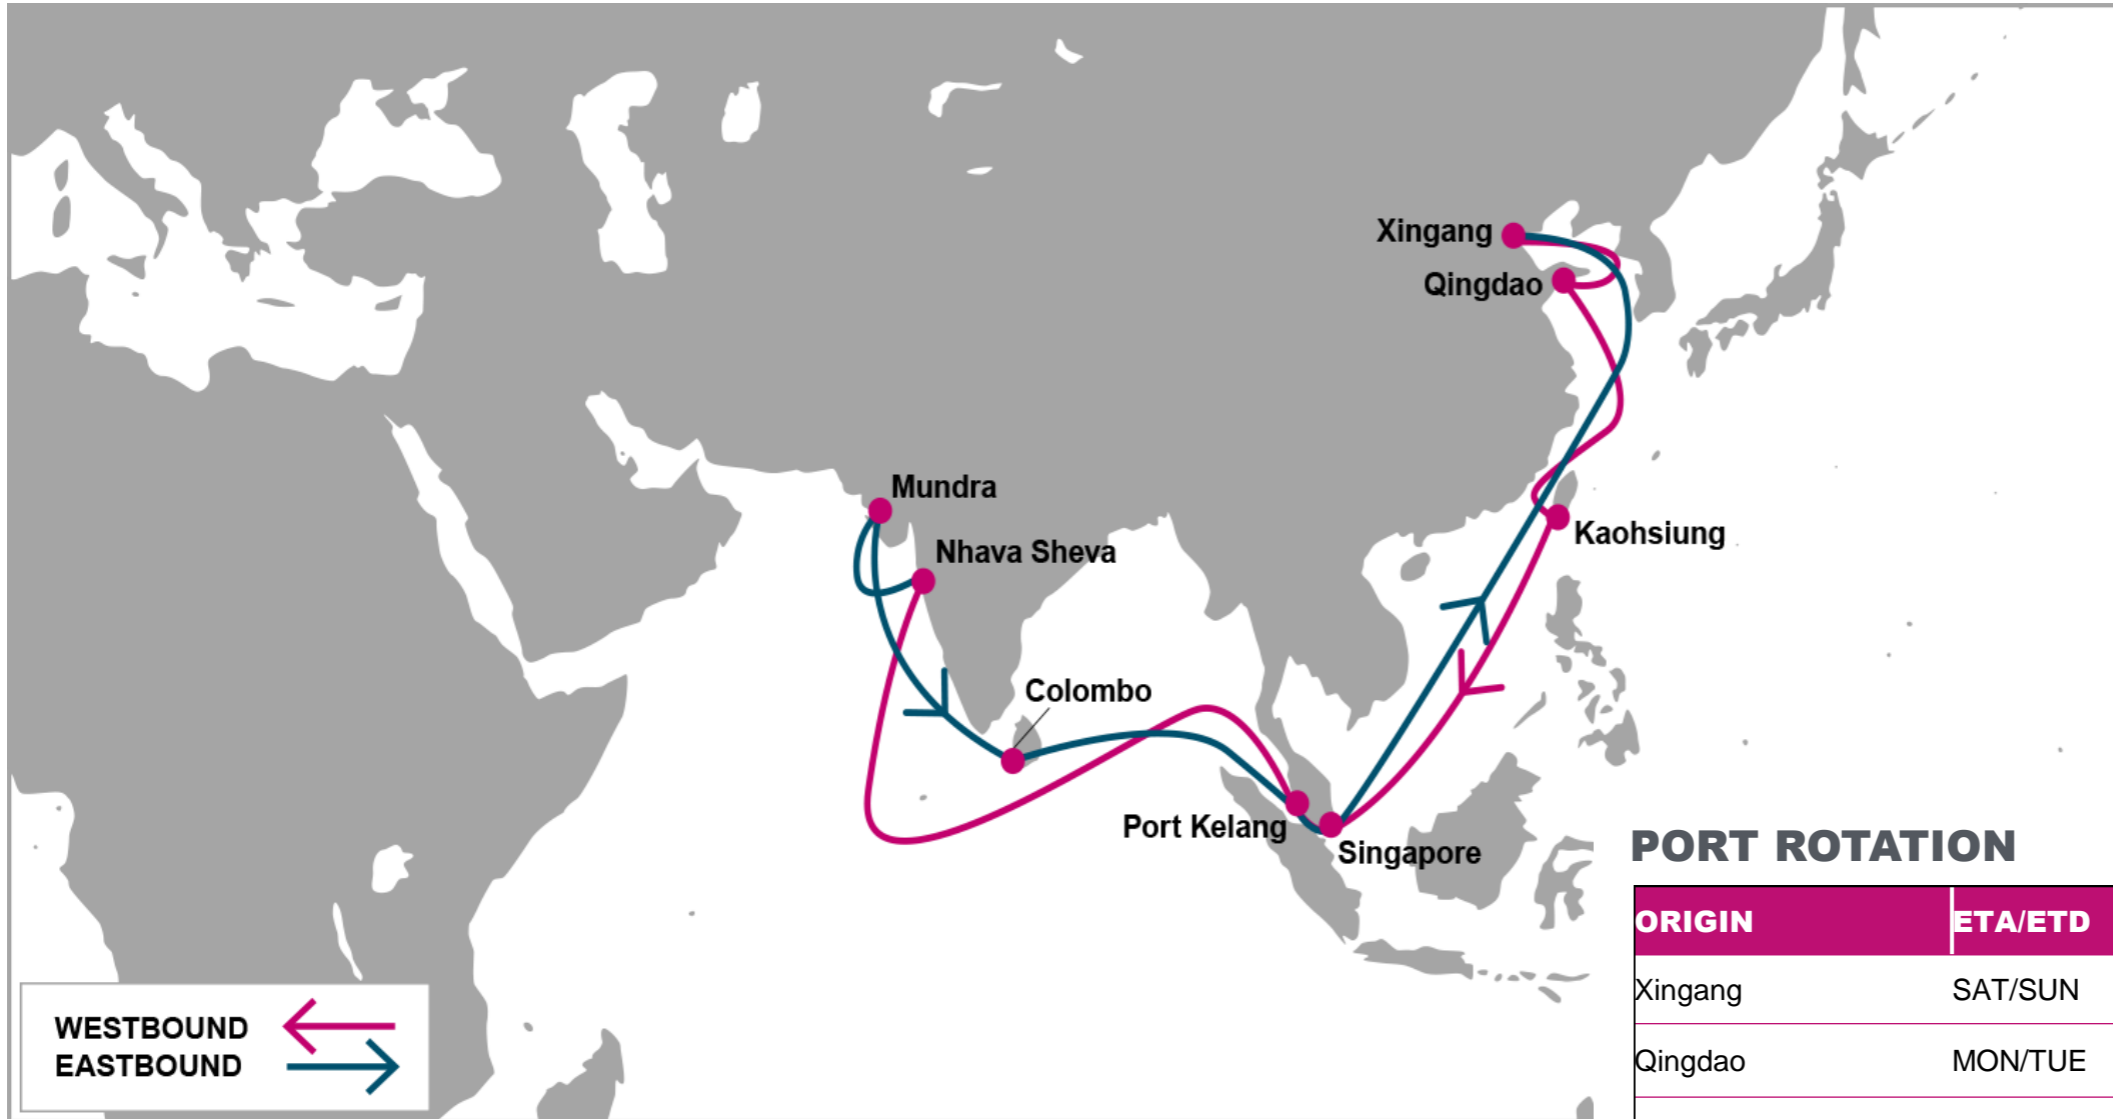 Xingang
Qingdao
Mundra
Nhava Sheva
Kaohsiung
Colombo
Port Kelang
Singapore
WESTBOUND
EASTBOUND
PORT ROTATION
ORIGIN ETA/ETD
Xingang SAT/SUN
Qingdao MON/TUE